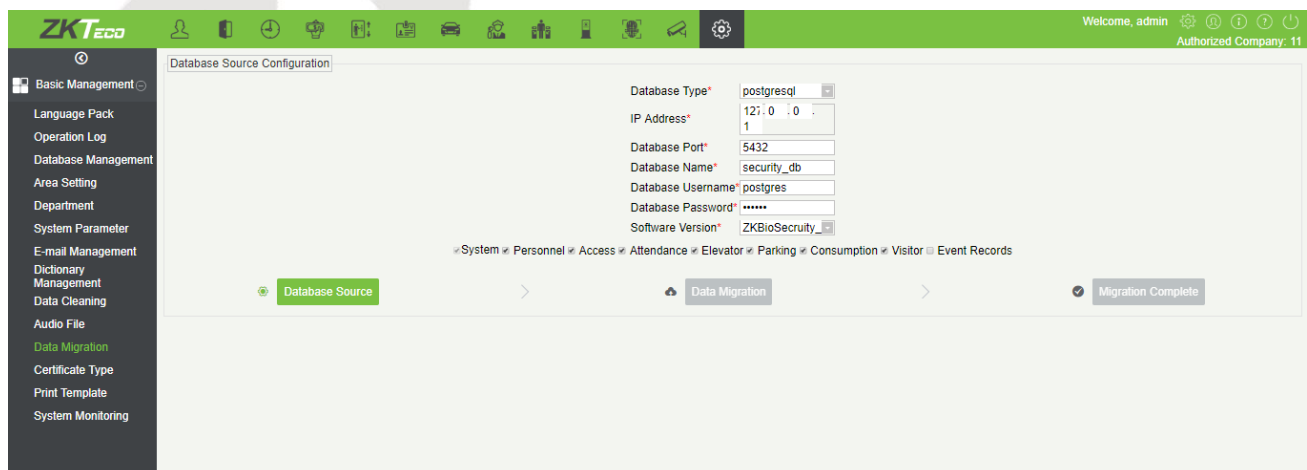 ZKTeco
Welcome, admin
Authorized Company: 11
Basic Management
Language Pack
Operation Log
Database Management
Area Setting
Department
System Parameter
E-mail Management
Dictionary
Management
Data Cleaning
Audio File
Data Migration
Certificate Type
Print Template
System Monitoring
Database Source Configuration
Database Type* postgresql
IP Address* 127. 0 . 0 .
1
Database Port* 5432
Database Name* security_db
Database Username* postgres
Database Password* ••••••
Software Version* ZKBioSecruity_
System Personnel Access Attendance Elevator Parking Consumption Visitor Event Records
Database Source > Data Migration > Migration Complete